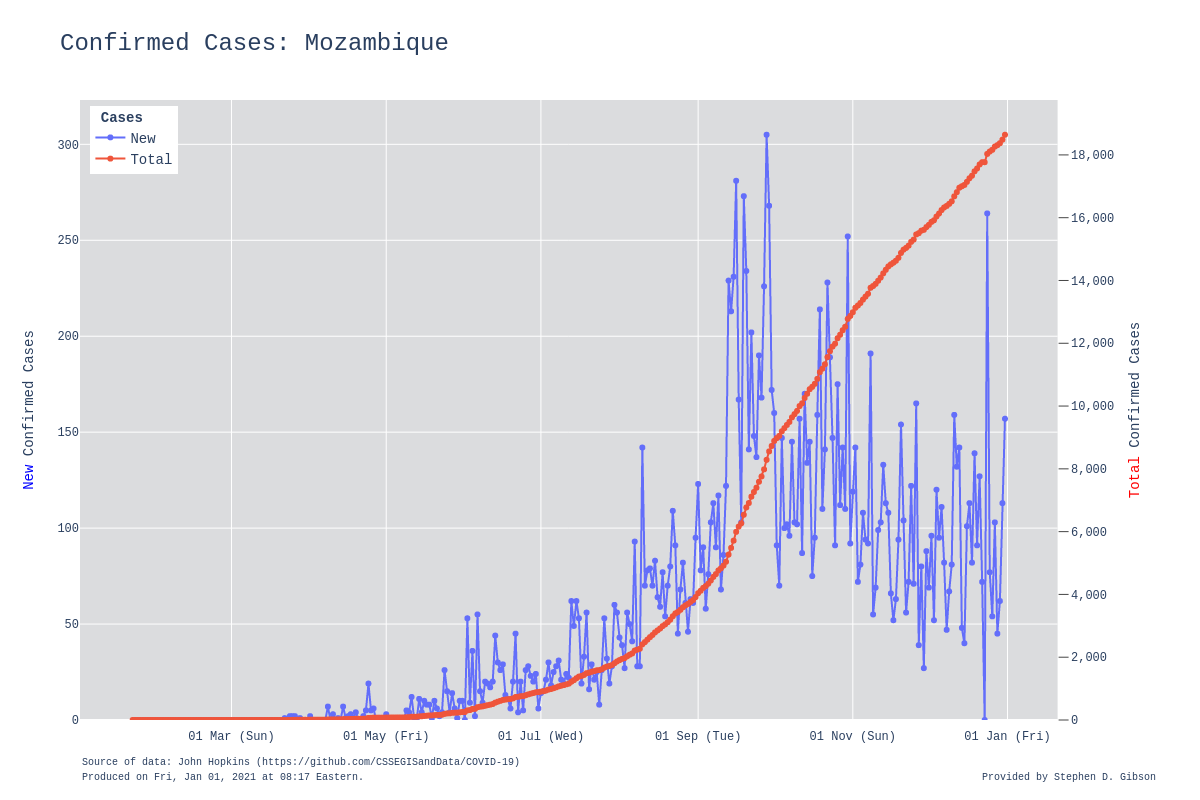 Confirmed Cases: Mozambique
Cases
New
Total
300
250
200
150
100
50
0
18,000
16,000
14,000
12,000
10,000
8,000
6,000
4,000
2,000
0
New Confirmed Cases
Total Confirmed Cases
01 Mar (Sun)
01 May (Fri)
01 Jul (Wed)
01 Sep (Tue)
01 Nov (Sun)
01 Jan (Fri)
Source of data: John Hopkins (https://github.com/CSSEGISandData/COVID-19)
Produced on Fri, Jan 01, 2021 at 08:17 Eastern.
Provided by Stephen D. Gibson